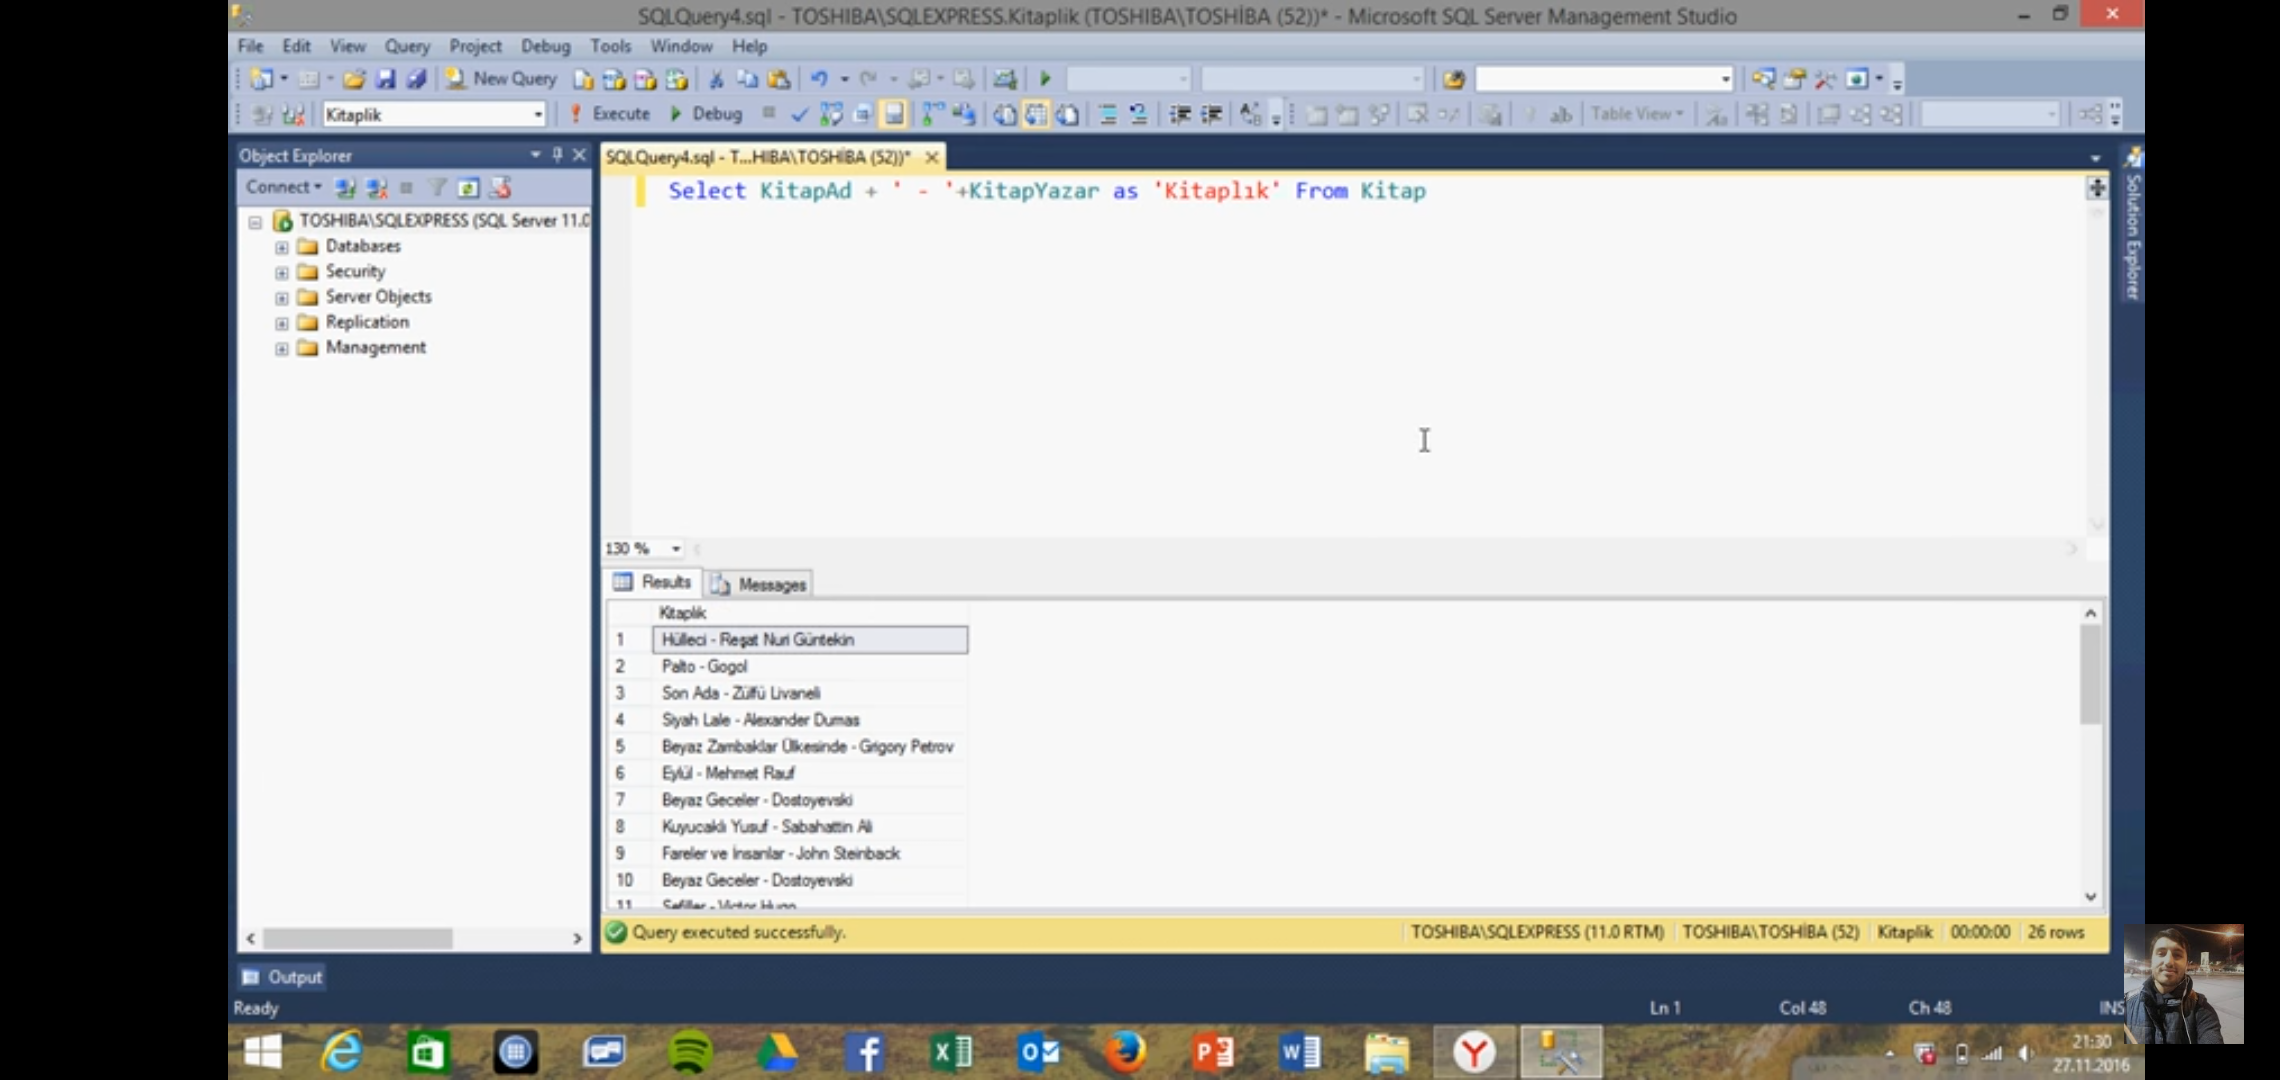 SQLQuery4.sql - TOSHIBA\SQLEXPRESS.Kitaplik (TOSHIBA\TOSHİBA (52))* - Microsoft SQL Server Management Studio
File Edit View Query Project Debug Tools Window Help
New Query
Kitaplik Execute Debug Table View
Object Explorer
SQLQuery4.sql - T...HIBA\TOSHİBA (52))*
Connect
Select KitapAd + ' - '+KitapYazar as 'Kitaplık' From Kitap
Solution Explorer
TOSHIBA\SQLEXPRESS (SQL Server 11.0
Databases
Security
Server Objects
Replication
Management
130 %
Results Messages
Kitaplık
1 Hülleci - Reşat Nuri Güntekin
2 Palto - Gogol
3 Son Ada - Zülfü Livaneli
4 Siyah Lale - Alexander Dumas
5 Beyaz Zambaklar Ülkesinde - Grigory Petrov
6 Eylül - Mehmet Rauf
7 Beyaz Geceler - Dostoyevski
8 Kuyucaklı Yusuf - Sabahattin Ali
9 Fareler ve İnsanlar - John Steinback
10 Beyaz Geceler - Dostoyevski
11 Sefiller - Victor Hugo
Query executed successfully. TOSHIBA\SQLEXPRESS (11.0 RTM) TOSHIBA\TOSHİBA (52) Kitaplik 00:00:00 26 rows
Output
Ready Ln 1 Col 48 Ch 48 INS
21:30
27.11.2016